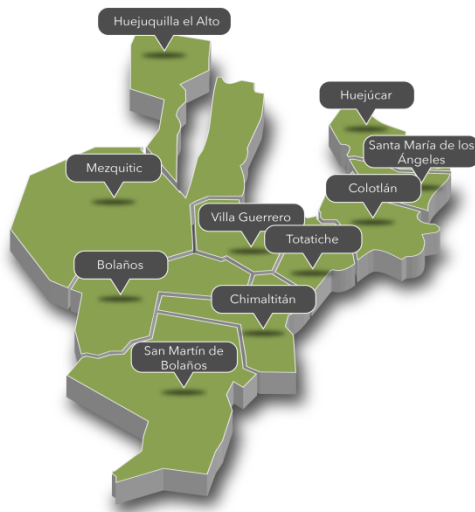 Huejuquilla el Alto
Huejúcar
Santa María de los
Ángeles
Mezquitic
Colotlán
Villa Guerrero
Totatiche
Bolaños
Chimaltitán
San Martín de
Bolaños